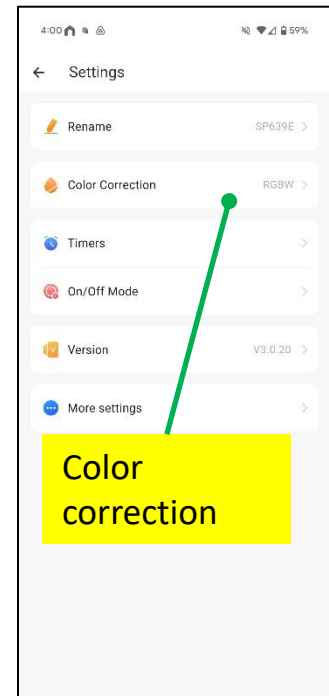 4:00 59%
← Settings
Rename SP639E >
Color Correction RGBW >
Timers >
On/Off Mode >
Version V3.0.20 >
More settings >
Color
correction